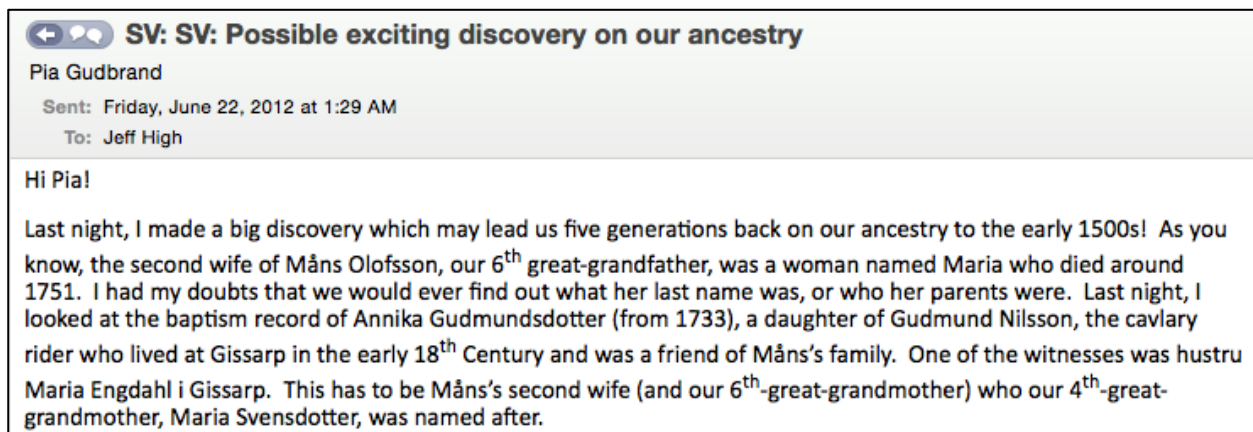 SV: SV: Possible exciting discovery on our ancestry
Pia Gudbrand
Sent: Friday, June 22, 2012 at 1:29 AM
To: Jeff High
Hi Pia!
Last night, I made a big discovery which may lead us five generations back on our ancestry to the early 1500s!  As you
know, the second wife of Måns Olofsson, our 6th great-grandfather, was a woman named Maria who died around
1751.  I had my doubts that we would ever find out what her last name was, or who her parents were.  Last night, I
looked at the baptism record of Annika Gudmundsdotter (from 1733), a daughter of Gudmund Nilsson, the cavlary
rider who lived at Gissarp in the early 18th Century and was a friend of Måns's family.  One of the witnesses was hustru
Maria Engdahl i Gissarp.  This has to be Måns's second wife (and our 6th-great-grandmother) who our 4th-great-
grandmother, Maria Svensdotter, was named after.